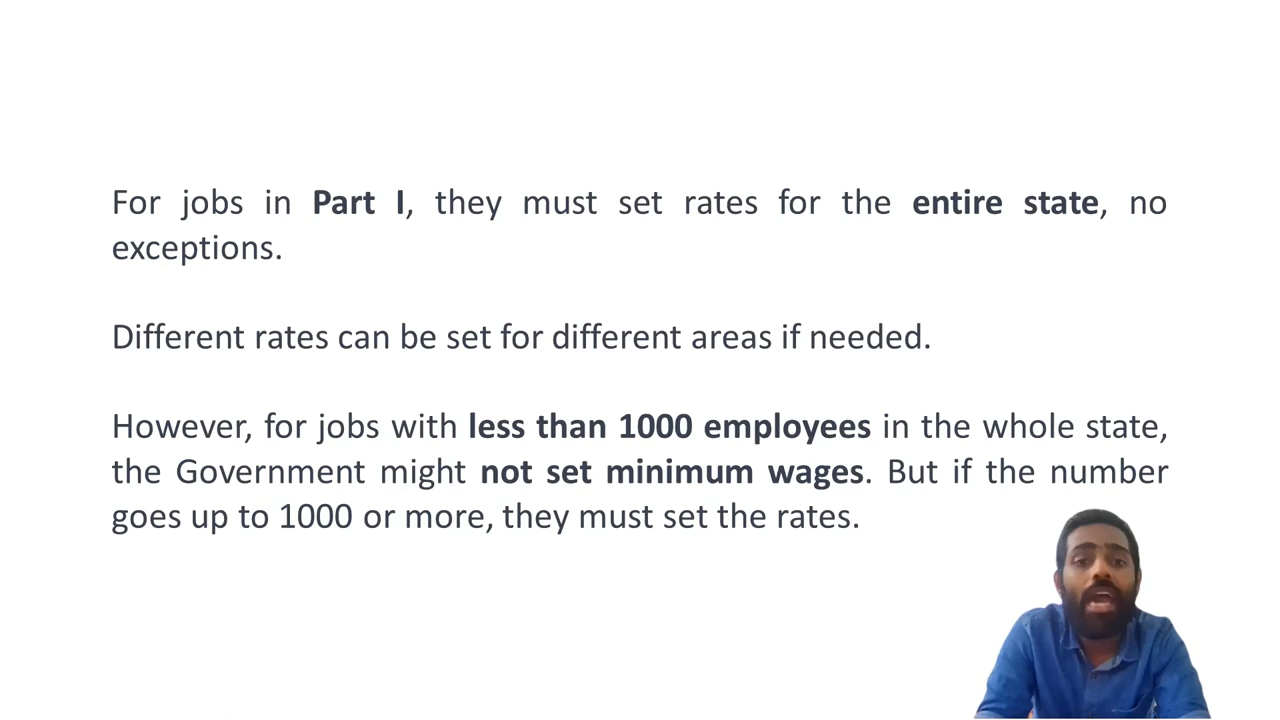 For jobs in Part I, they must set rates for the entire state, no
exceptions.
Different rates can be set for different areas if needed.
However, for jobs with less than 1000 employees in the whole state,
the Government might not set minimum wages. But if the number
goes up to 1000 or more, they must set the rates.